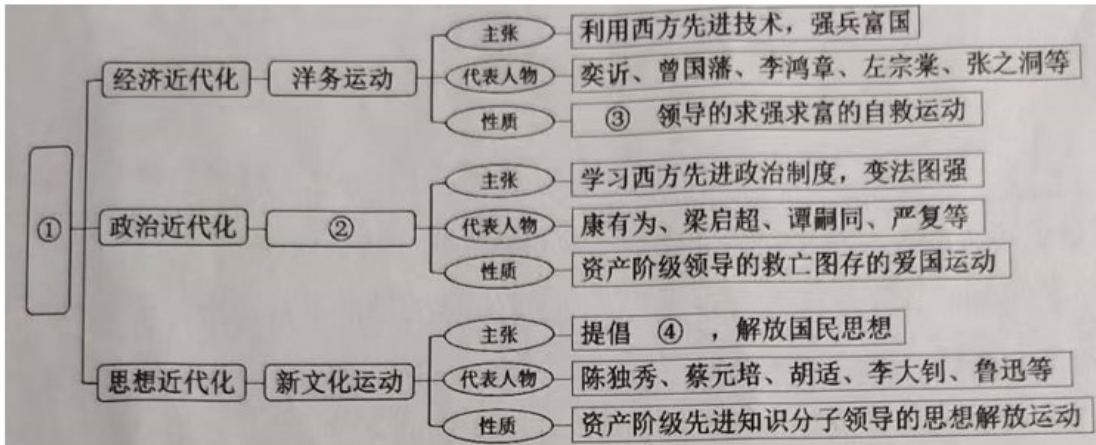 ①
经济近代化
洋务运动
主张
利用西方先进技术，强兵富国
代表人物
奕䜣、曾国藩、李鸿章、左宗棠、张之洞等
性质
③ 领导的求强求富的自救运动
政治近代化
②
主张
学习西方先进政治制度，变法图强
代表人物
康有为、梁启超、谭嗣同、严复等
性质
资产阶级领导的救亡图存的爱国运动
思想近代化
新文化运动
主张
提倡 ④ ，解放国民思想
代表人物
陈独秀、蔡元培、胡适、李大钊、鲁迅等
性质
资产阶级先进知识分子领导的思想解放运动